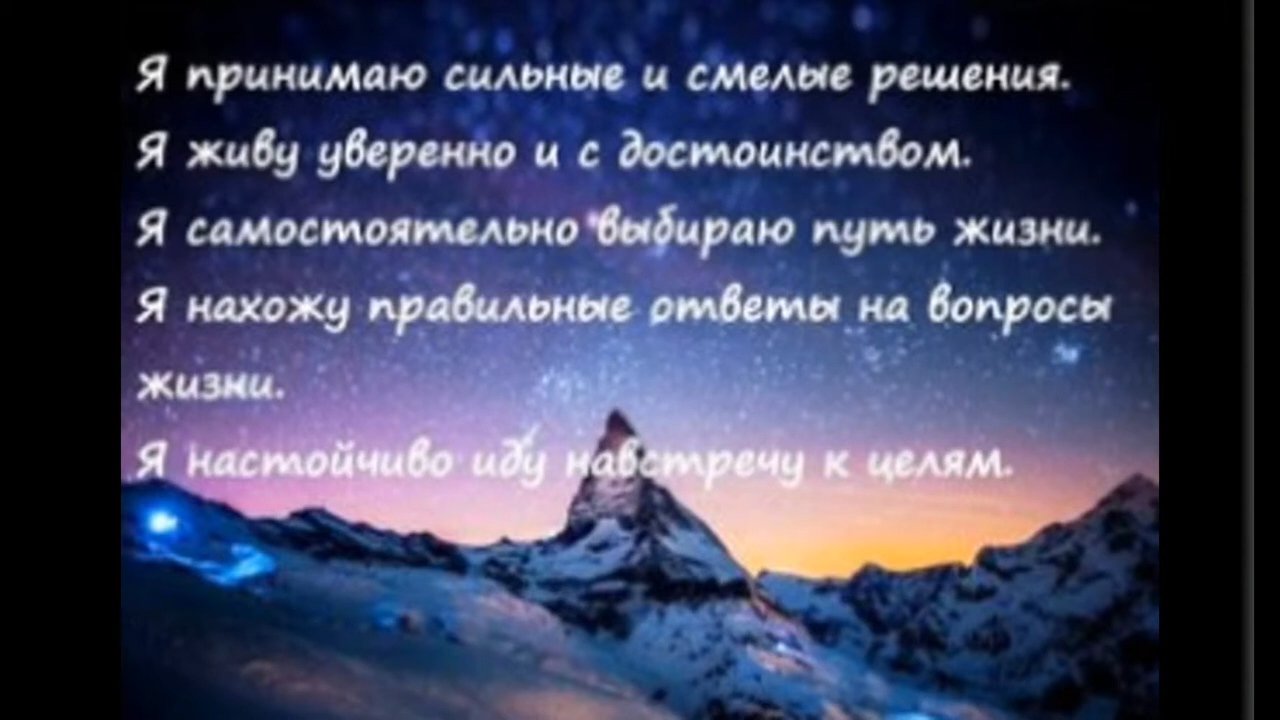 Я принимаю сильные и смелые решения.
Я живу уверенно и с достоинством.
Я самостоятельно выбираю путь жизни.
Я нахожу правильные ответы на вопросы
жизни.
Я настойчиво иду навстречу к целям.